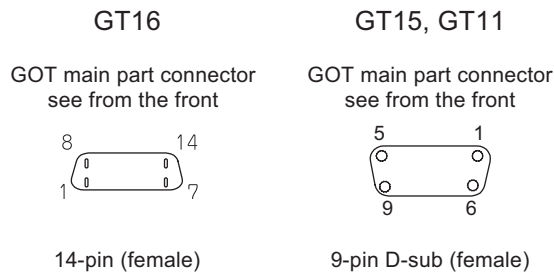 GT16
GOT main part connector
see from the front
8 14
1 7
14-pin (female)
GT15, GT11
GOT main part connector
see from the front
5 1
9 6
9-pin D-sub (female)